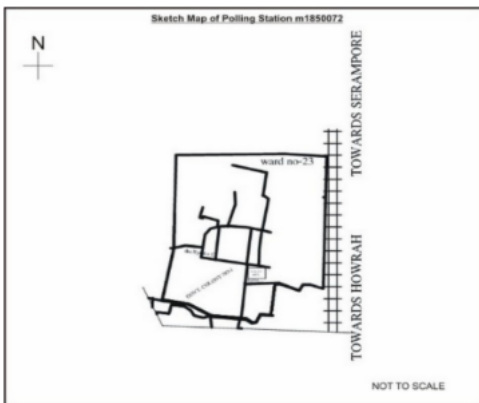 Sketch Map of Polling Station m1850072
N
TOWARDS SERAMPORE
ward no-23
TOWARDS HOWRAH
NOT TO SCALE